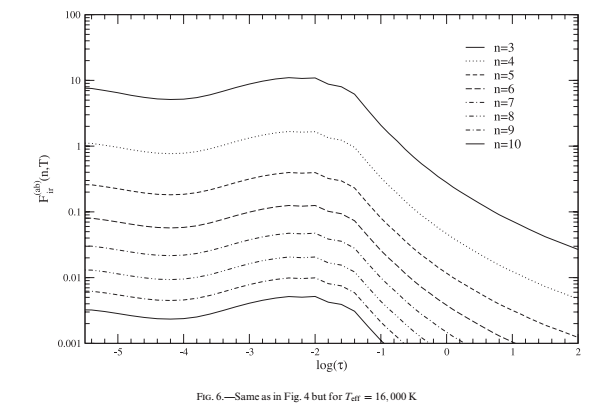 100
10
1
0.1
0.01
0.001
F_ir^(ab)(n,T)
n=3
n=4
n=5
n=6
n=7
n=8
n=9
n=10
-5 -4 -3 -2 -1 0 1 2
log(τ)
FIG. 6.—Same as in Fig. 4 but for T_eff = 16,000 K